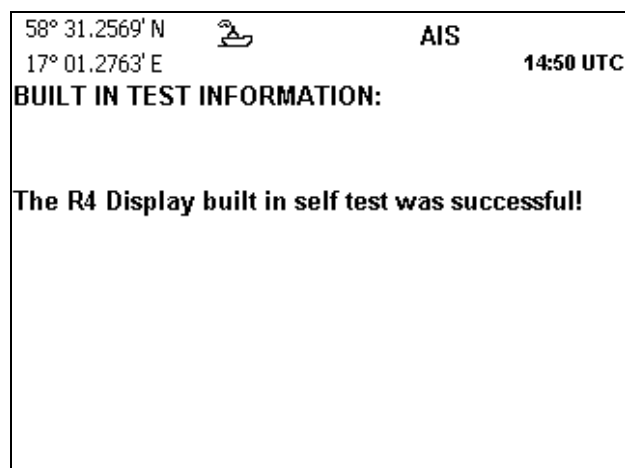 58° 31.2569' N
AIS
17° 01.2763' E
14:50 UTC
BUILT IN TEST INFORMATION:
The R4 Display built in self test was successful!